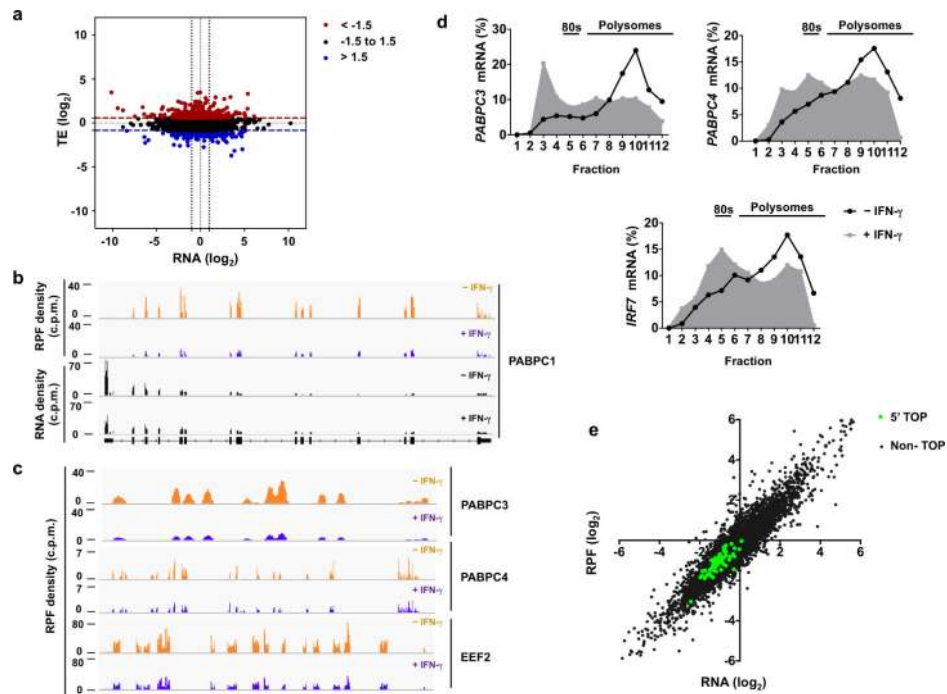 a
< -1.5
-1.5 to 1.5
> 1.5
TE (log2)
10
5
0
-5
-10
-10 -5 0 5 10
RNA (log2)
b
RPF density (c.p.m.)
40
0
– IFN-γ
40
0
+ IFN-γ
RNA density (c.p.m.)
70
0
– IFN-γ
70
0
+ IFN-γ
PABPC1
c
RPF density (c.p.m.)
40
0
– IFN-γ
40
0
+ IFN-γ
PABPC3
7
0
– IFN-γ
7
0
+ IFN-γ
PABPC4
80
0
– IFN-γ
80
0
+ IFN-γ
EEF2
d
80s Polysomes
PABPC3 mRNA (%)
30
20
10
0
1 2 3 4 5 6 7 8 9 10 11 12
Fraction
80s Polysomes
PABPC4 mRNA (%)
20
15
10
5
0
1 2 3 4 5 6 7 8 9 10 11 12
Fraction
80s Polysomes
IRF7 mRNA (%)
20
15
10
5
0
1 2 3 4 5 6 7 8 9 10 11 12
Fraction
– IFN-γ
+ IFN-γ
e
5' TOP
Non- TOP
RPF (log2)
6
4
2
-2
-4
-6
-6 -4 -2 2 4 6
RNA (log2)